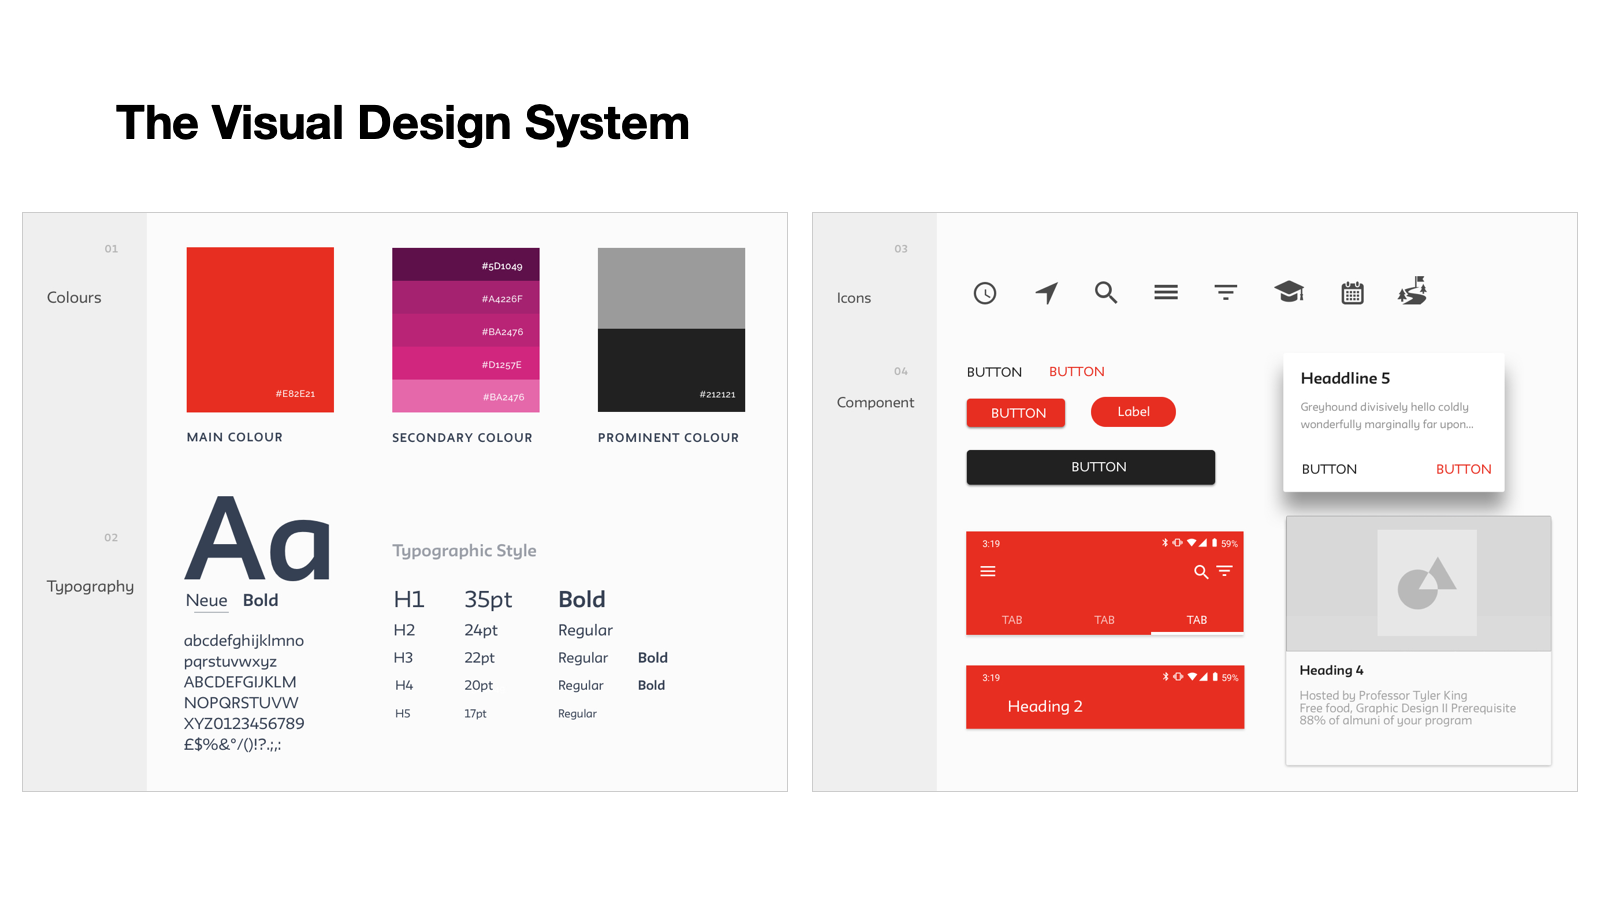 The Visual Design System
01
Colours
#E82E21
MAIN COLOUR
#5D1049
#A4226F
#BA2476
#D1257E
#BA2476
SECONDARY COLOUR
#212121
PROMINENT COLOUR
02
Typography
Aa
Neue Bold
abcdefghijklmno
pqrstuvwxyz
ABCDEFGIJKLM
NOPQRSTUVW
XYZ0123456789
£$%&°/()!?.;,:
Typographic Style
H1 35pt Bold
H2 24pt Regular
H3 22pt Regular Bold
H4 20pt Regular Bold
H5 17pt Regular
03
Icons
04
Component
BUTTON BUTTON
BUTTON Label
BUTTON
3:19 59%
TAB TAB TAB
3:19 59%
Heading 2
Headdline 5
Greyhound divisively hello coldly
wonderfully marginally far upon...
BUTTON BUTTON
Heading 4
Hosted by Professor Tyler King
Free food, Graphic Design II Prerequisite
88% of almuni of your program